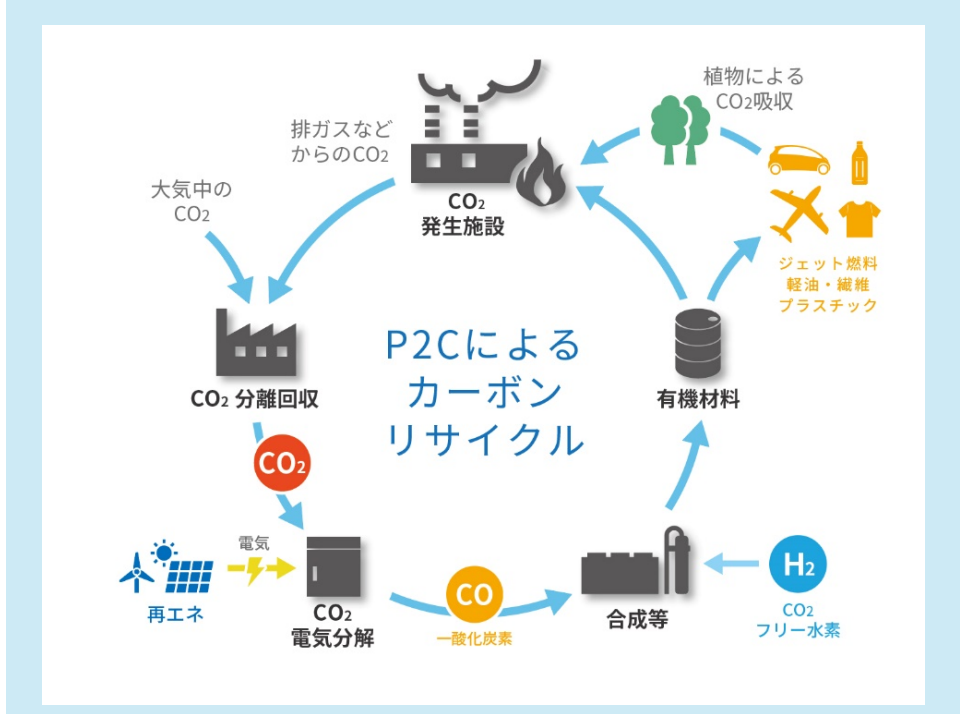 植物による
CO2吸収
排ガスなど
からのCO2
大気中の
CO2
CO2
発生施設
ジェット燃料
軽油・繊維
プラスチック
P2Cによる
カーボン
リサイクル
CO2 分離回収
有機材料
CO2
電気
再エネ
CO2
電気分解
CO
一酸化炭素
合成等
H2
CO2
フリー水素